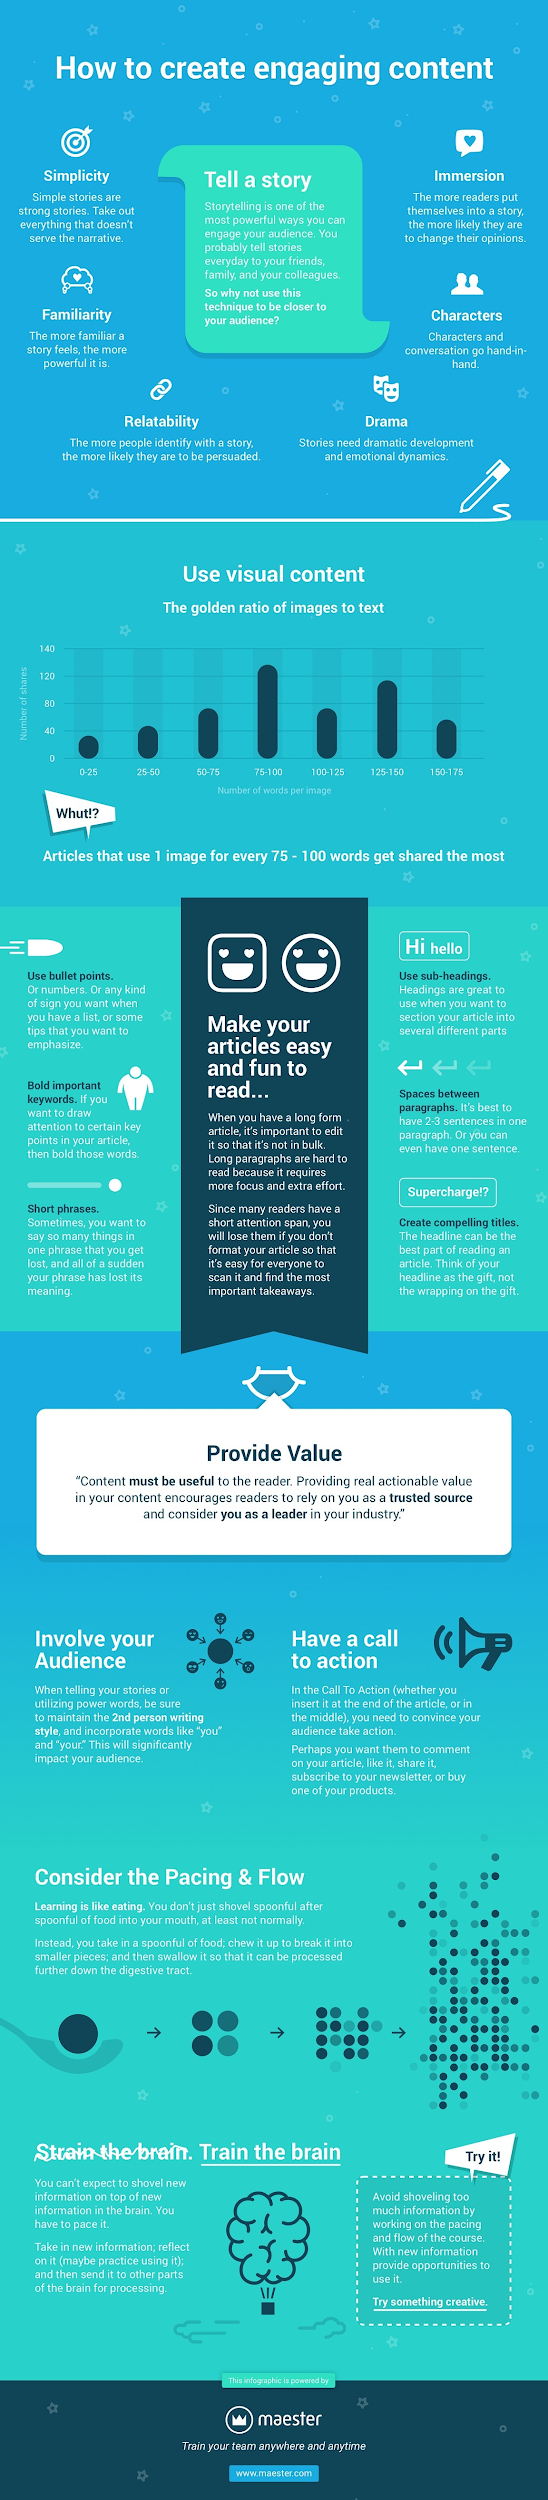 How to create engaging content
Simplicity
Simple stories are
strong stories. Take out
everything that doesn't
serve the narrative.
Tell a story
Storytelling is one of the
most powerful ways you can
engage your audience. You
probably tell stories
everyday to your friends,
family, and your colleagues.
So why not use this
technique to be closer to
your audience?
Immersion
The more readers put
themselves into a story,
the more likely they are
to change their opinions.
Familiarity
The more familiar a
story feels, the more
powerful it is.
Characters
Characters and
conversation go hand-in-
hand.
Relatability
The more people identify with a story,
the more likely they are to be persuaded.
Drama
Stories need dramatic development
and emotional dynamics.
Use visual content
The golden ratio of images to text
Number of shares
140
120
80
40
0
0-25 25-50 50-75 75-100 100-125 125-150 150-175
Number of words per image
Whut!?
Articles that use 1 image for every 75 - 100 words get shared the most
Use bullet points.
Or numbers. Or any kind
of sign you want when
you have a list, or some
tips that you want to
emphasize.
Bold important
keywords. If you
want to draw
attention to certain key
points in your article,
then bold those words.
Short phrases.
Sometimes, you want to
say so many things in
one phrase that you get
lost, and all of a sudden
your phrase has lost its
meaning.
Make your
articles easy
and fun to
read...
When you have a long form
article, it's important to edit
it so that it's not in bulk.
Long paragraphs are hard to
read because it requires
more focus and extra effort.
Since many readers have a
short attention span, you
will lose them if you don't
format your article so that
it's easy for everyone to
scan it and find the most
important takeaways.
Hi hello
Use sub-headings.
Headings are great to
use when you want to
section your article into
several different parts
Spaces between
paragraphs. It's best to
have 2-3 sentences in one
paragraph. Or you can
even have one sentence.
Supercharge!?
Create compelling titles.
The headline can be the
best part of reading an
article. Think of your
headline as the gift, not
the wrapping on the gift.
Provide Value
"Content must be useful to the reader. Providing real actionable value
in your content encourages readers to rely on you as a trusted source
and consider you as a leader in your industry."
Involve your
Audience
When telling your stories or
utilizing power words, be sure
to maintain the 2nd person writing
style, and incorporate words like "you"
and "your." This will significantly
impact your audience.
Have a call
to action
In the Call To Action (whether you
insert it at the end of the article, or in
the middle), you need to convince your
audience take action.
Perhaps you want them to comment
on your article, like it, share it,
subscribe to your newsletter, or buy
one of your products.
Consider the Pacing & Flow
Learning is like eating. You don't just shovel spoonful after
spoonful of food into your mouth, at least not normally.
Instead, you take in a spoonful of food; chew it up to break it into
smaller pieces; and then swallow it so that it can be processed
further down the digestive tract.
Strain the brain. Train the brain
You can't expect to shovel new
information on top of new
information in the brain. You
have to pace it.
Take in new information; reflect
on it (maybe practice using it);
and then send it to other parts
of the brain for processing.
Try it!
Avoid shoveling too
much information by
working on the pacing
and flow of the course.
With new information
provide opportunities to
use it.
Try something creative.
This infographic is powered by
maester
Train your team anywhere and anytime
www.maester.com